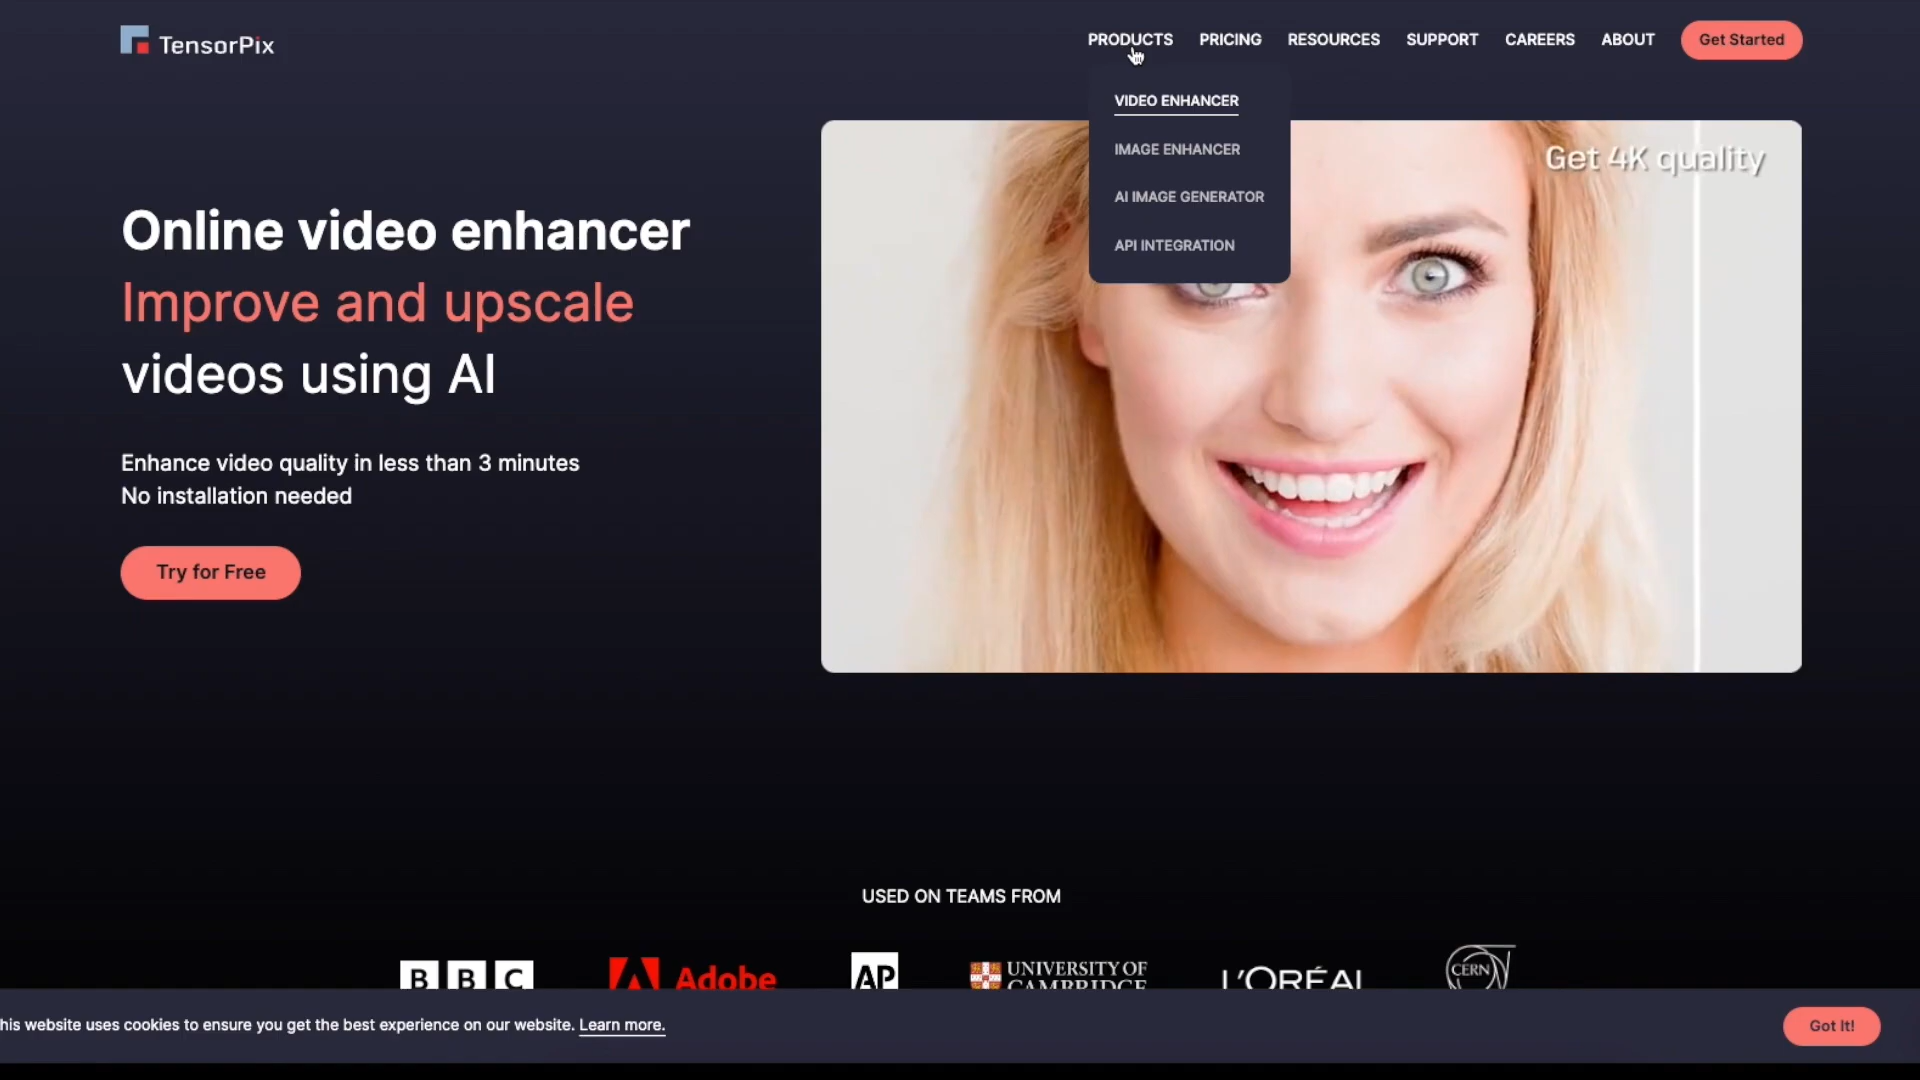 TensorPix
PRODUCTS
PRICING
RESOURCES
SUPPORT
CAREERS
ABOUT
Get Started
VIDEO ENHANCER
IMAGE ENHANCER
AI IMAGE GENERATOR
API INTEGRATION
Get 4K quality
Online video enhancer
Improve and upscale
videos using AI
Enhance video quality in less than 3 minutes
No installation needed
Try for Free
USED ON TEAMS FROM
BBC
Adobe
AP
UNIVERSITY OF
CAMBRIDGE
L'ORÉAL
CERN
his website uses cookies to ensure you get the best experience on our website. Learn more.
Got It!